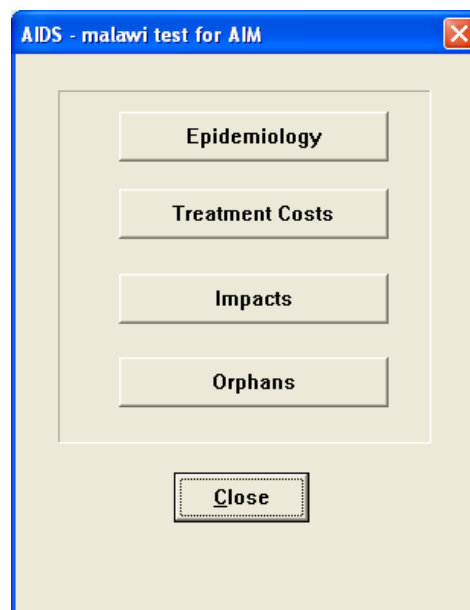 AIDS - malawi test for AIM
Epidemiology
Treatment Costs
Impacts
Orphans
Close